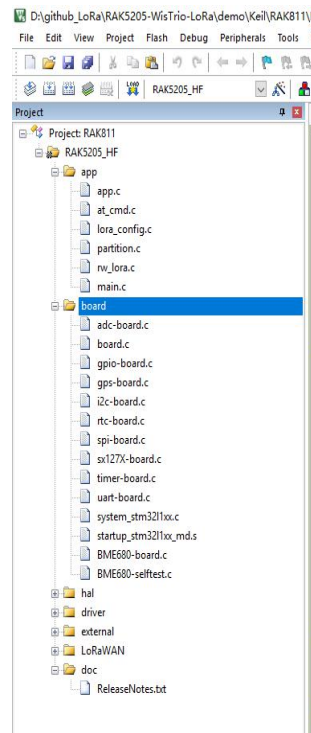 D:\github_LoRa\RAK5205-WisTrio-LoRa\demo\Keil\RAK811\
File Edit View Project Flash Debug Peripherals Tools
RAK5205_HF
Project
Project: RAK811
RAK5205_HF
app
app.c
at_cmd.c
lora_config.c
partition.c
rw_lora.c
main.c
board
adc-board.c
board.c
gpio-board.c
gps-board.c
i2c-board.c
rtc-board.c
spi-board.c
sx127X-board.c
timer-board.c
uart-board.c
system_stm32l1xx.c
startup_stm32l1xx_md.s
BME680-board.c
BME680-selftest.c
hal
driver
external
LoRaWAN
doc
ReleaseNotes.txt